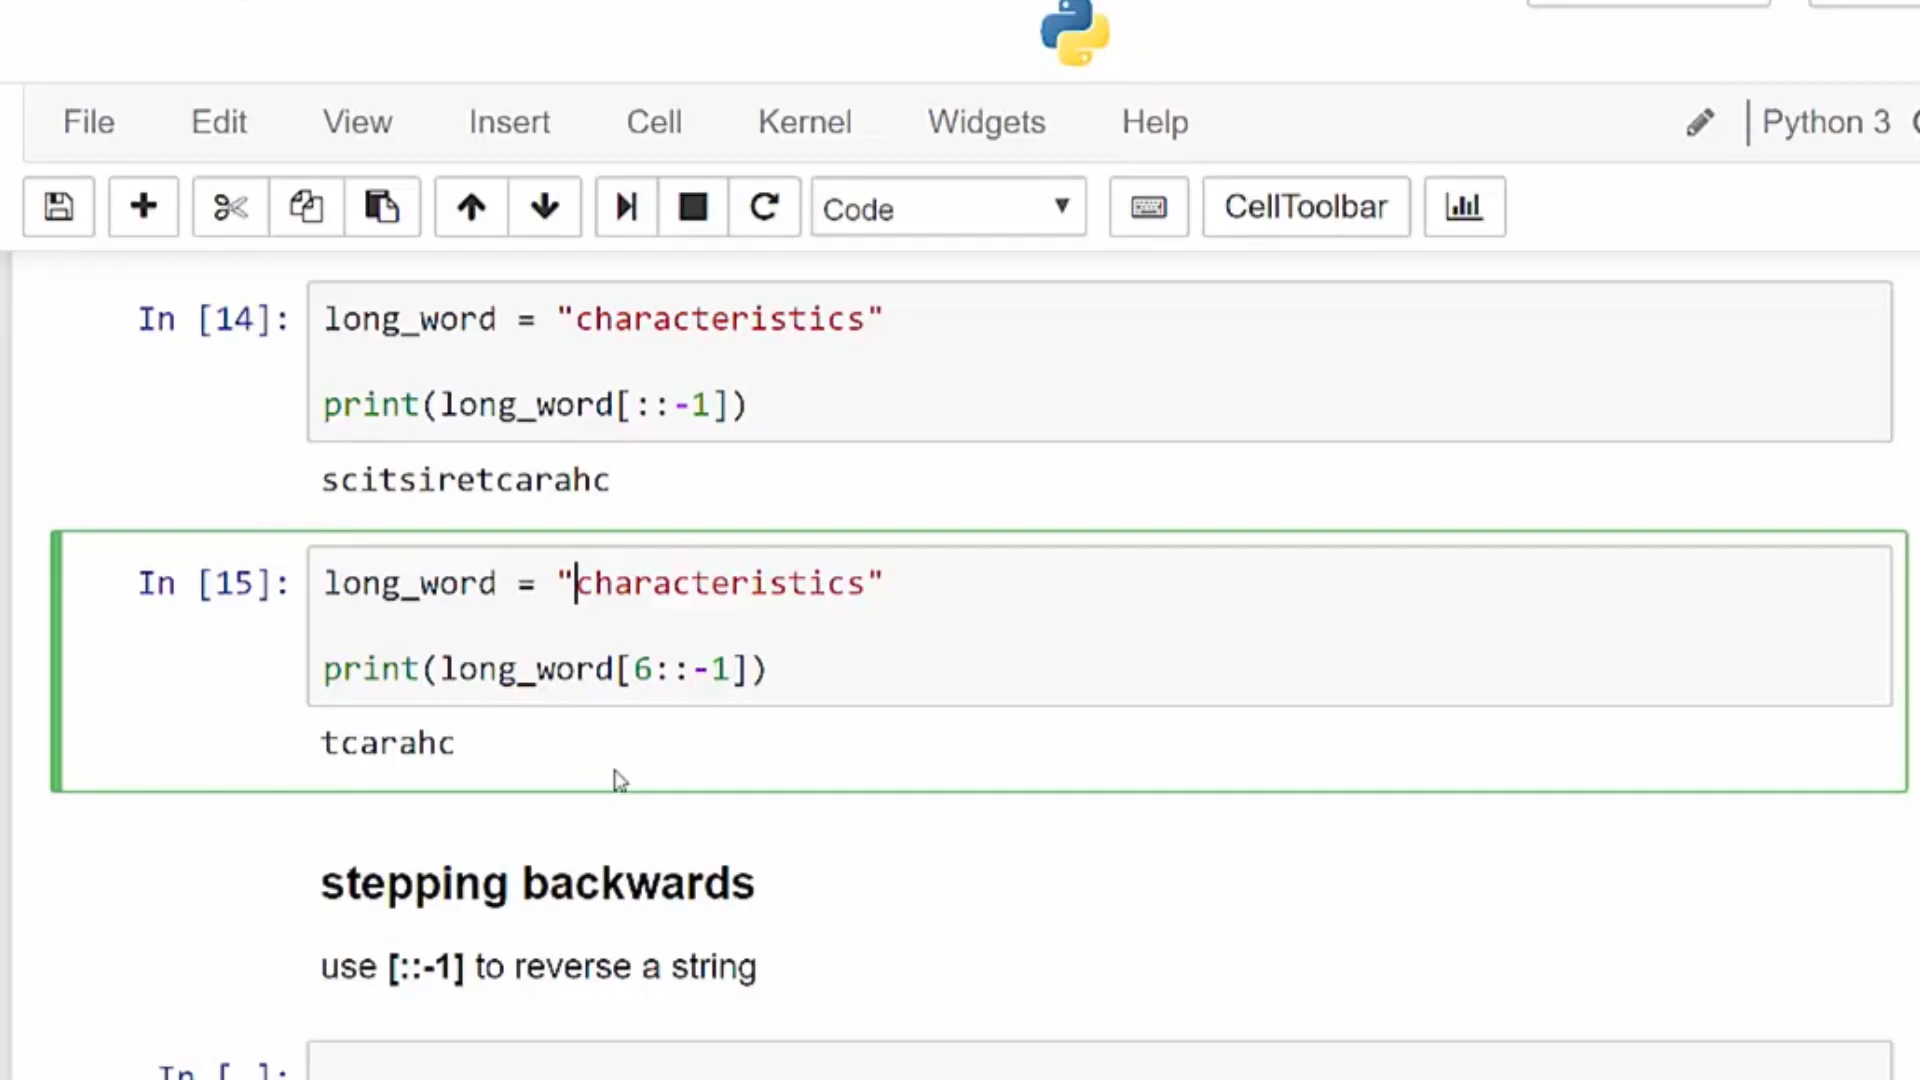 File Edit View Insert Cell Kernel Widgets Help Python 3
Code CellToolbar
In [14]: long_word = "characteristics"
print(long_word[::-1])
scitsiretcarahc
In [15]: long_word = "characteristics"
print(long_word[6::-1])
tcarahc
stepping backwards
use [::-1] to reverse a string
In [ ]: